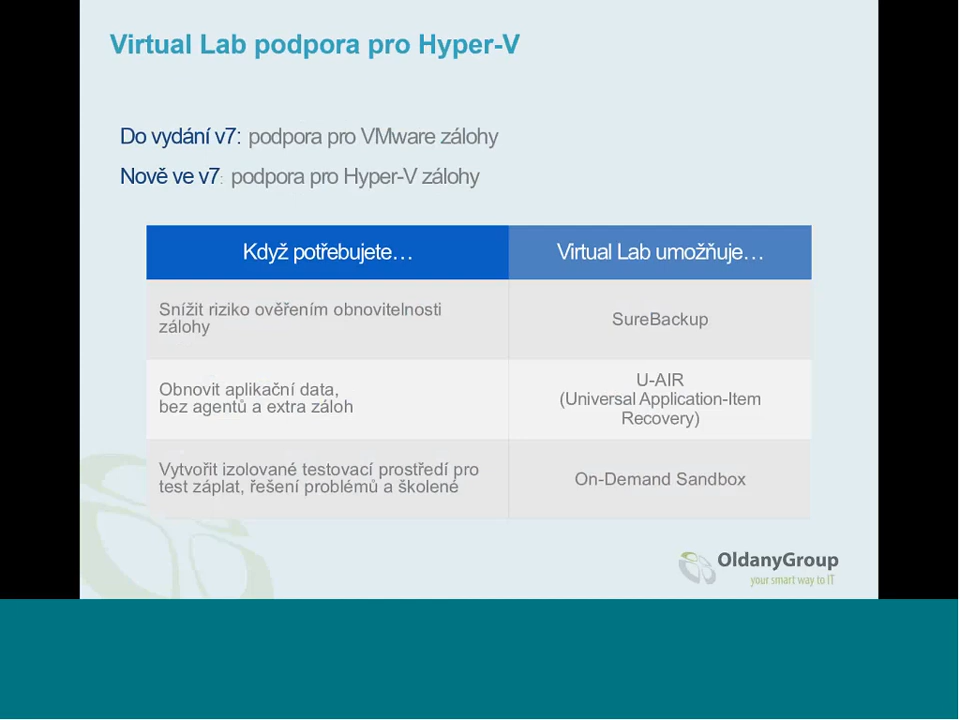 Virtual Lab podpora pro Hyper-V
Do vydání v7: podpora pro VMware zálohy
Nově ve v7: podpora pro Hyper-V zálohy
Když potřebujete…
Virtual Lab umožňuje…
Snížit riziko ověřením obnovitelnosti
zálohy
SureBackup
Obnovit aplikační data,
bez agentů a extra záloh
U-AIR
(Universal Application-Item
Recovery)
Vytvořit izolované testovací prostředí pro
test záplat, řešení problémů a školené
On-Demand Sandbox
OldanyGroup
your smart way to IT